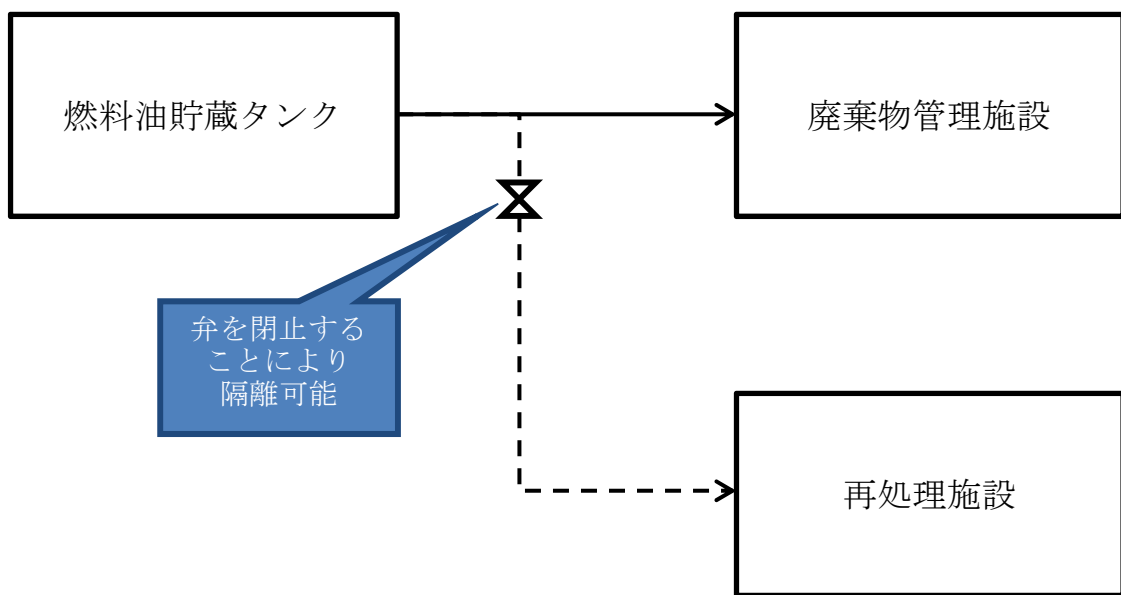 燃料油貯蔵タンク
廃棄物管理施設
弁を閉止する
ことにより
隔離可能
再処理施設